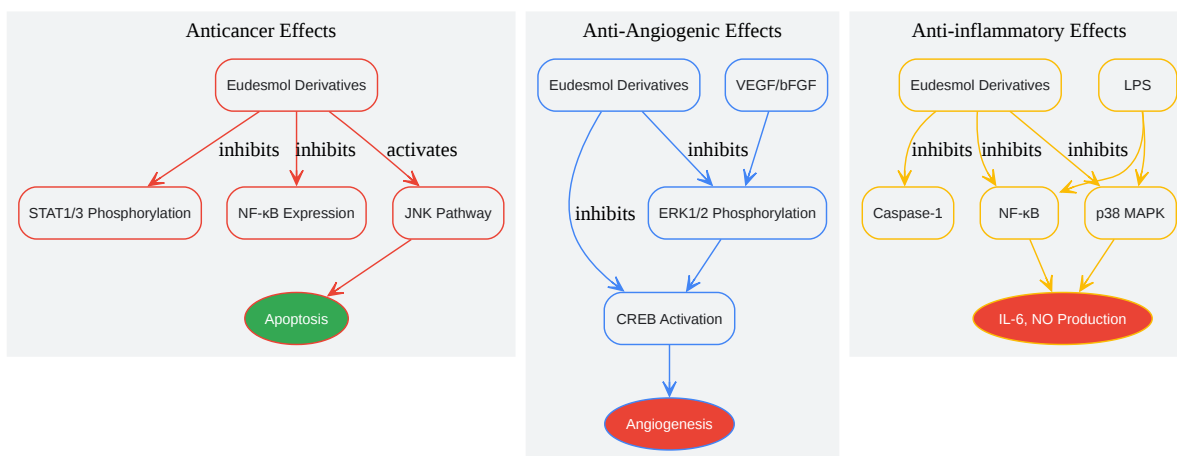 Anticancer Effects
Eudesmol Derivatives
inhibits
inhibits
activates
STAT1/3 Phosphorylation
NF-κB Expression
JNK Pathway
Apoptosis
Anti-Angiogenic Effects
Eudesmol Derivatives
VEGF/bFGF
inhibits
inhibits
ERK1/2 Phosphorylation
CREB Activation
Angiogenesis
Anti-inflammatory Effects
Eudesmol Derivatives
LPS
inhibits
inhibits
inhibits
Caspase-1
NF-κB
p38 MAPK
IL-6, NO Production